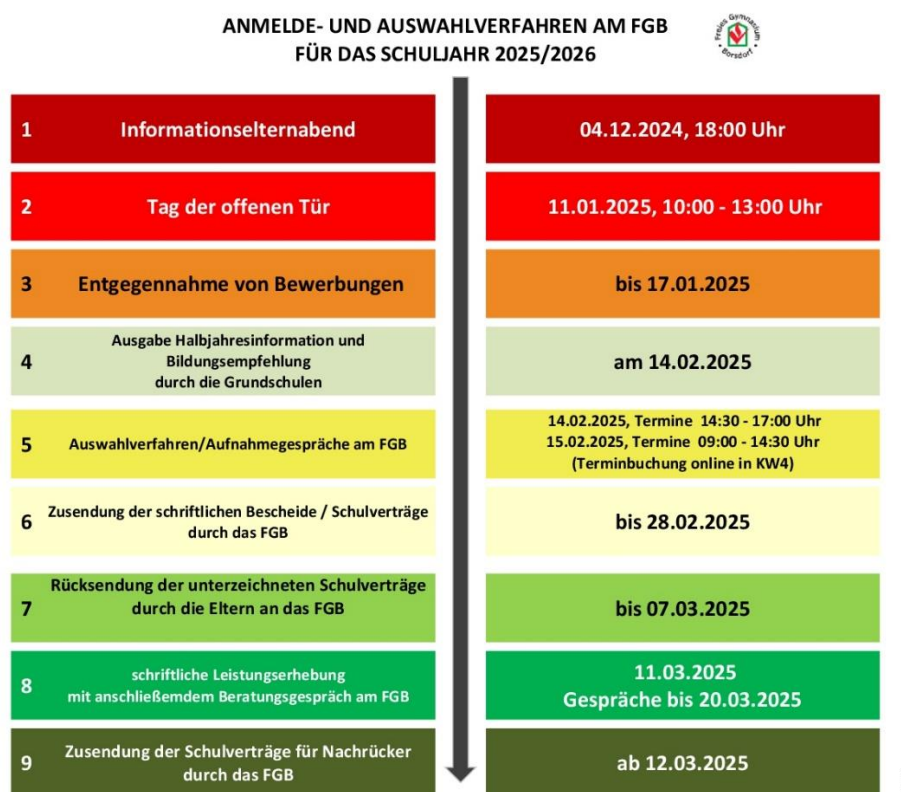 ANMELDE- UND AUSWAHLVERFAHREN AM FGB
FÜR DAS SCHULJAHR 2025/2026
Freies Gymnasium
Borsdorf
1 Informationselternabend 04.12.2024, 18:00 Uhr
2 Tag der offenen Tür 11.01.2025, 10:00 - 13:00 Uhr
3 Entgegennahme von Bewerbungen bis 17.01.2025
4 Ausgabe Halbjahresinformation und
Bildungsempfehlung
durch die Grundschulen
am 14.02.2025
5 Auswahlverfahren/Aufnahmegespräche am FGB
14.02.2025, Termine 14:30 - 17:00 Uhr
15.02.2025, Termine 09:00 - 14:30 Uhr
(Terminbuchung online in KW4)
6 Zusendung der schriftlichen Bescheide / Schulverträge
durch das FGB
bis 28.02.2025
7 Rücksendung der unterzeichneten Schulverträge
durch die Eltern an das FGB
bis 07.03.2025
8 schriftliche Leistungserhebung
mit anschließemdem Beratungsgespräch am FGB
11.03.2025
Gespräche bis 20.03.2025
9 Zusendung der Schulverträge für Nachrücker
durch das FGB
ab 12.03.2025